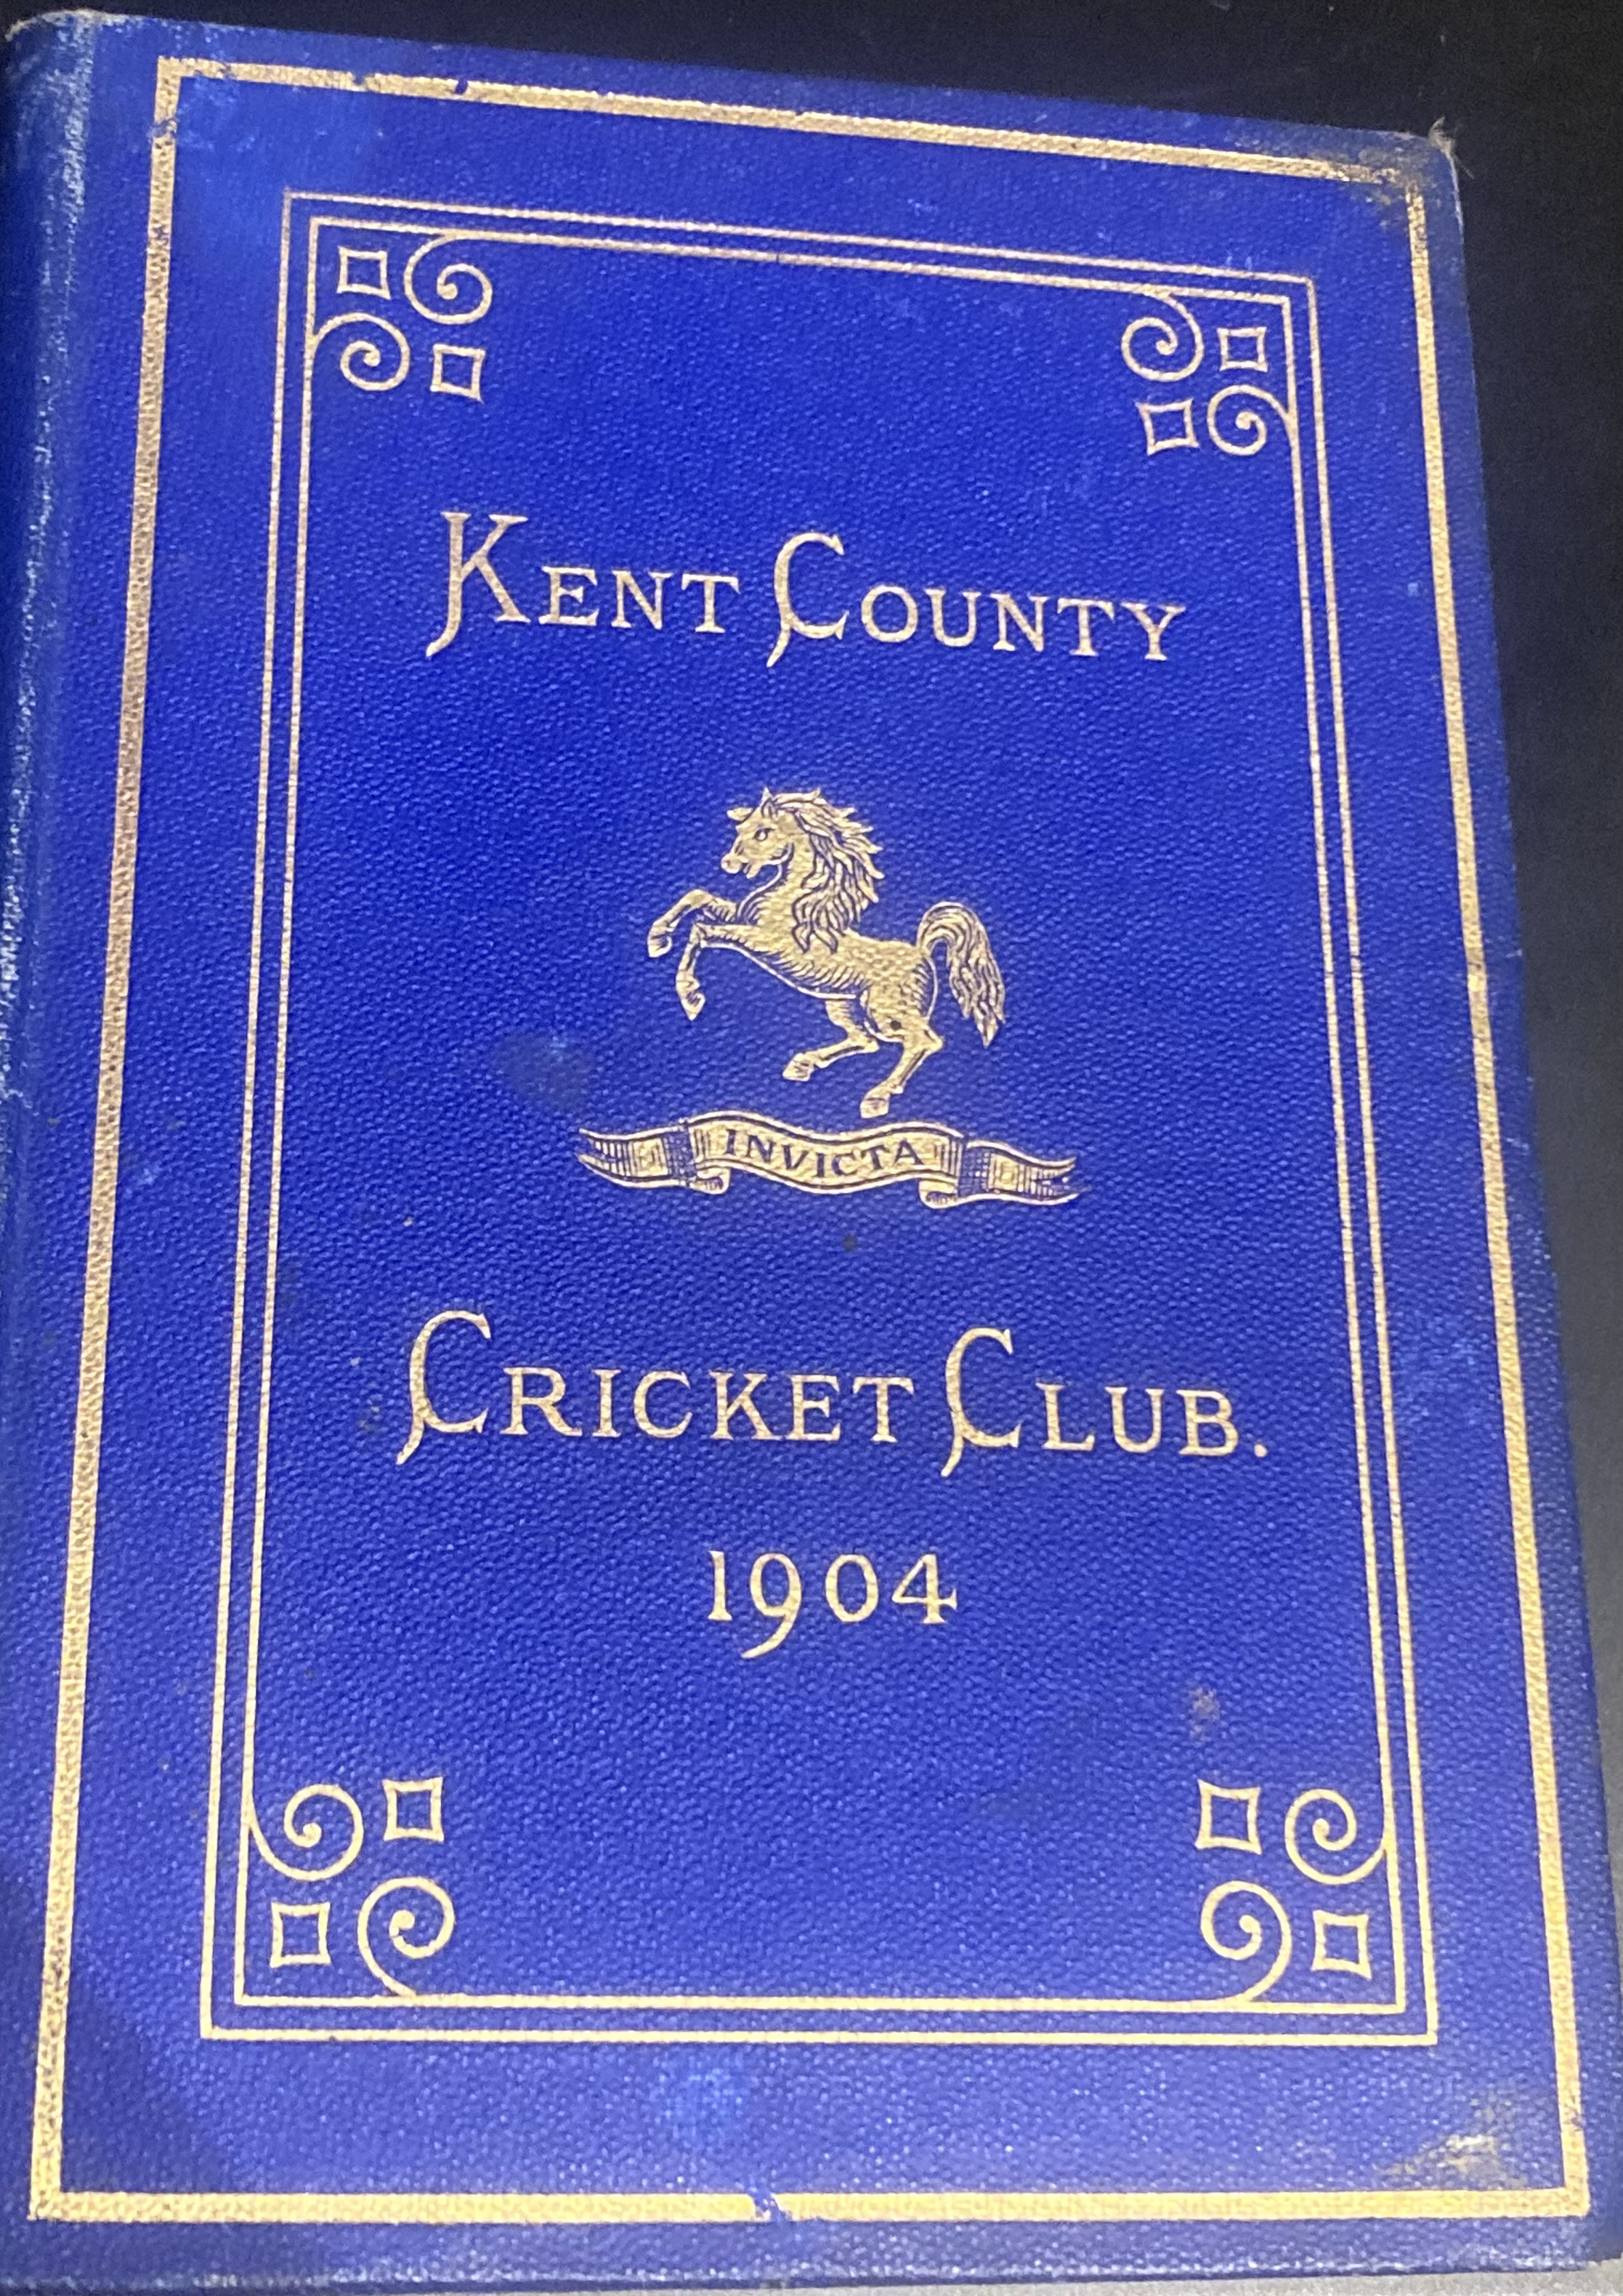 KENT COUNTY
INVICTA
CRICKET CLUB.
1904